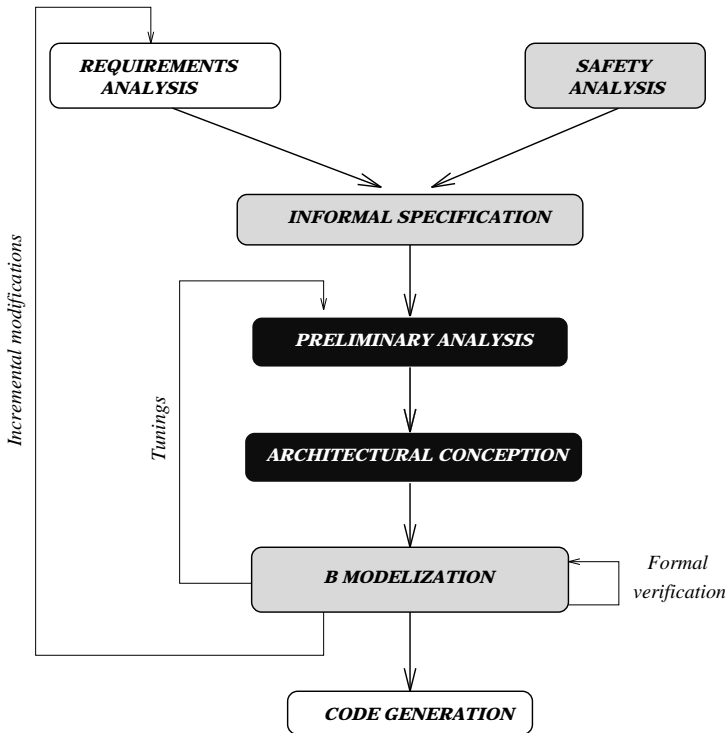 REQUIREMENTS
ANALYSIS
SAFETY
ANALYSIS
INFORMAL SPECIFICATION
Incremental modifications
Tunings
PRELIMINARY ANALYSIS
ARCHITECTURAL CONCEPTION
B MODELIZATION
Formal
verification
CODE GENERATION